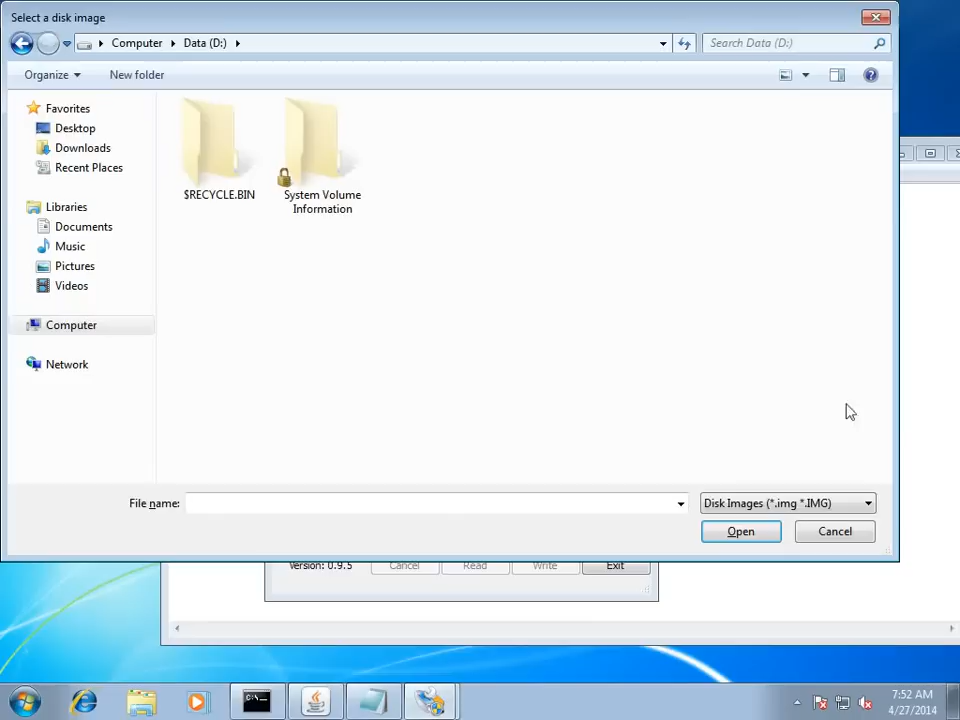 Select a disk image
Computer
Data (D:)
Search Data (D:)
Organize
New folder
Favorites
Desktop
Downloads
Recent Places
Libraries
Documents
Music
Pictures
Videos
Computer
Network
$RECYCLE.BIN
System Volume
Information
File name:
Disk Images (*.img *.IMG)
Open
Cancel
Version: 0.9.5
Cancel
Read
Write
Exit
C:\.
7:52 AM
4/27/2014